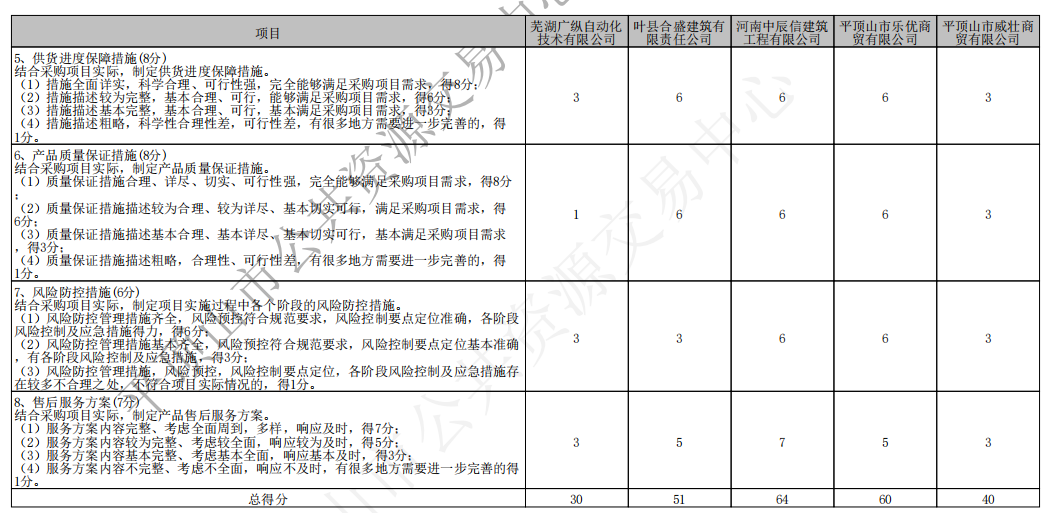 项目
芜湖广纵自动化
技术有限公司
叶县合盛建筑有
限责任公司
河南中辰信建筑
工程有限公司
平顶山市乐优商
贸有限公司
平顶山市威壮商
贸有限公司
5、供货进度保障措施(8分)
结合采购项目实际，制定供货进度保障措施。
（1）措施全面详实，科学合理、可行性强，完全能够满足采购项目需求，得8分；
（2）措施描述较为完整，基本合理、可行，能够满足采购项目需求，得6分；
（3）措施描述基本完整，基本合理、可行，基本满足采购项目需求，得3分；
（4）措施描述粗略，科学性合理性差，可行性差，有很多地方需要进一步完善的，得
1分。
3
6
6
6
3
6、产品质量保证措施(8分)
结合采购项目实际，制定产品质量保证措施。
（1）质量保证措施合理、详尽、切实、可行性强，完全能够满足采购项目需求，得8分
；
（2）质量保证措施描述较为合理、较为详尽、基本切实可行，满足采购项目需求，得
6分；
（3）质量保证措施描述基本合理、基本详尽、基本切实可行，基本满足采购项目需求
，得3分；
（4）质量保证措施描述粗略，合理性、可行性差，有很多地方需要进一步完善的，得
1分。
1
6
6
6
3
7、风险防控措施(6分)
结合采购项目实际，制定项目实施过程中各个阶段的风险防控措施。
（1）风险防控管理措施齐全，风险预控符合规范要求，风险控制要点定位准确，各阶段
风险控制及应急措施得力，得6分；
（2）风险防控管理措施基本齐全，风险预控符合规范要求，风险控制要点定位基本准确
，有各阶段风险控制及应急措施，得3分；
（3）风险防控管理措施，风险预控，风险控制要点定位，各阶段风险控制及应急措施存
在较多不合理之处，不符合项目实际情况的，得1分。
3
3
6
6
3
8、售后服务方案(7分)
结合采购项目实际，制定产品售后服务方案。
（1）服务方案内容完整、考虑全面周到，多样，响应及时，得7分；
（2）服务方案内容较为完整、考虑较全面，响应较为及时，得5分；
（3）服务方案内容基本完整、考虑基本全面，响应基本及时，得3分；
（4）服务方案内容不完整、考虑不全面，响应不及时，有很多地方需要进一步完善的得
1分。
3
5
7
5
3
总得分
30
51
64
60
40
平顶山市公共资源交易中心
山市公共资源交易中心